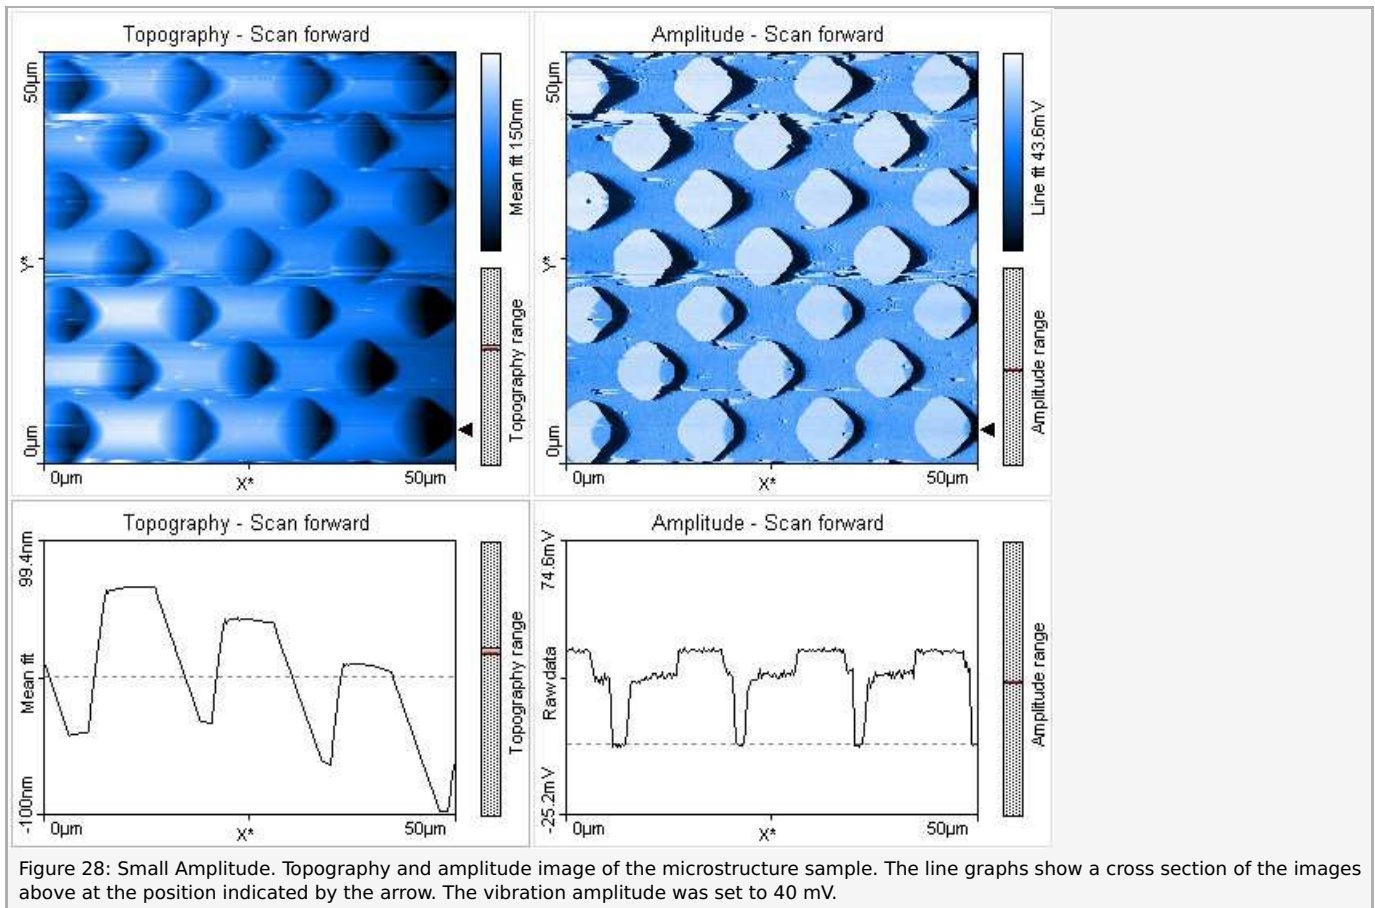 Topography - Scan forward
50µm
Y*
0µm
0µm
X*
50µm
Mean fit 150nm
Topography range
Amplitude - Scan forward
50µm
Y*
0µm
0µm
X*
50µm
Line fit 43.6mV
Amplitude range
Topography - Scan forward
99.4nm
Mean fit
-100nm
0µm
X*
50µm
Topography range
Amplitude - Scan forward
74.6mV
Raw data
-25.2mV
0µm
X*
50µm
Amplitude range
Figure 28: Small Amplitude. Topography and amplitude image of the microstructure sample. The line graphs show a cross section of the images
above at the position indicated by the arrow. The vibration amplitude was set to 40 mV.